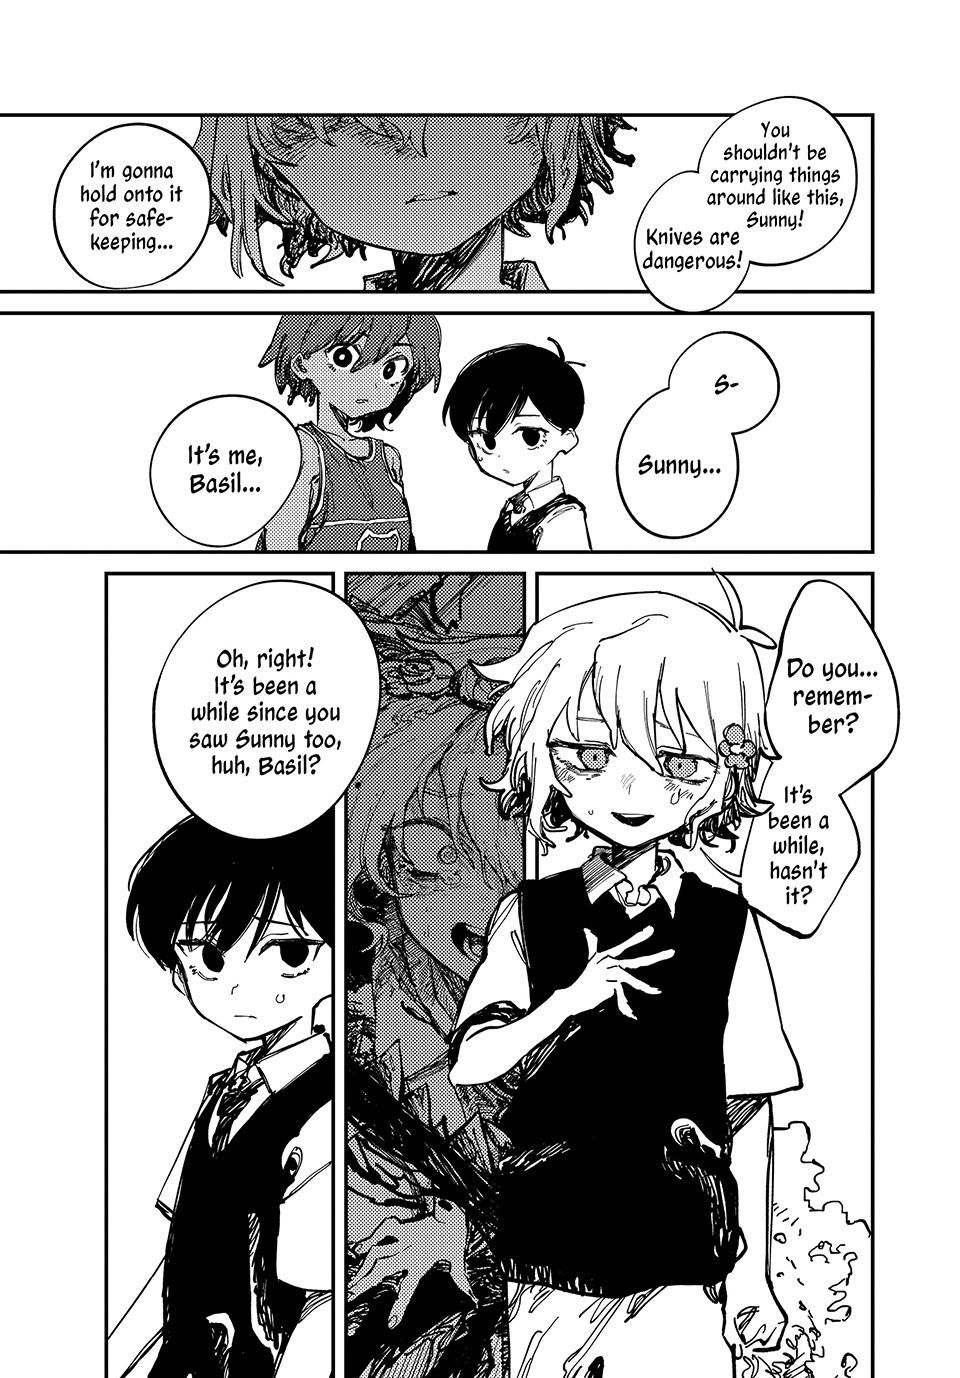 You
shouldn't be
carrying things
around like this,
Sunny!
Knives are
dangerous!
I'm gonna
hold onto it
for safe-
keeping...
S-
Sunny...
It's me,
Basil...
Do you...
remem-
ber?
It's
been a
while,
hasn't
it?
Oh, right!
It's been a
while since you
saw Sunny too,
huh, Basil?